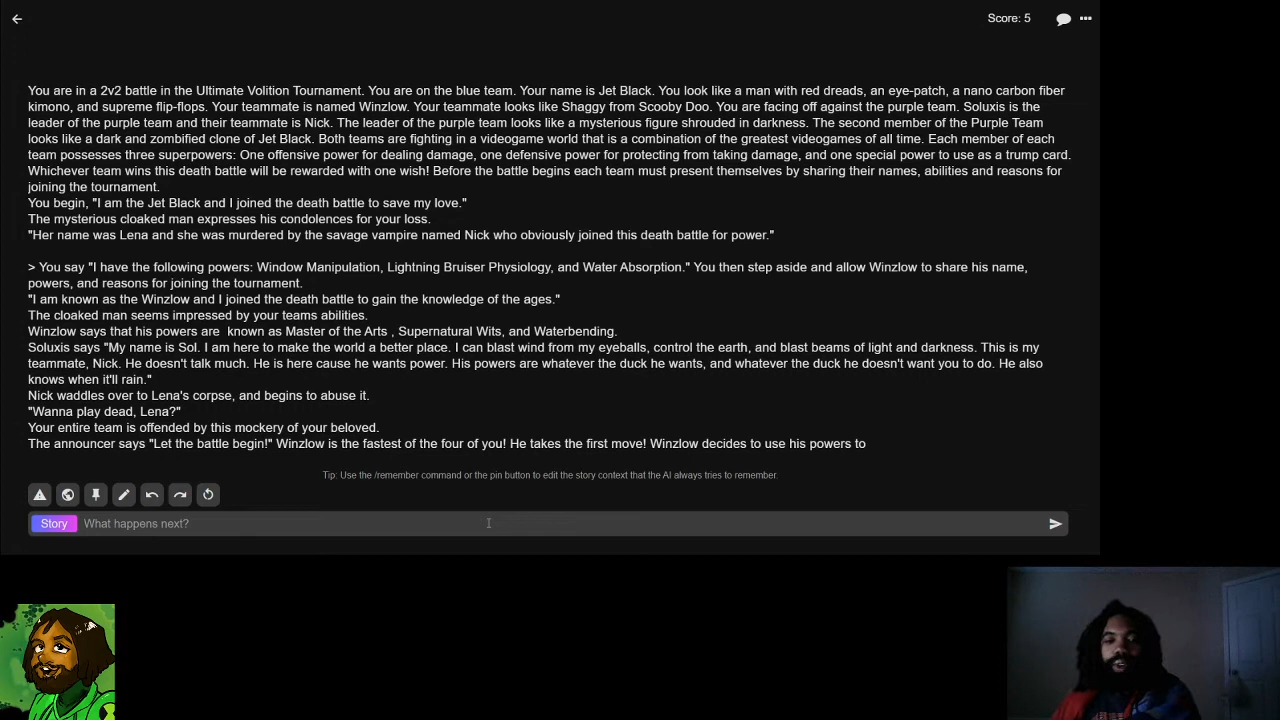 Score: 5
You are in a 2v2 battle in the Ultimate Volition Tournament. You are on the blue team. Your name is Jet Black. You look like a man with red dreads, an eye-patch, a nano carbon fiber
kimono, and supreme flip-flops. Your teammate is named Winzlow. Your teammate looks like Shaggy from Scooby Doo. You are facing off against the purple team. Soluxis is the
leader of the purple team and their teammate is Nick. The leader of the purple team looks like a mysterious figure shrouded in darkness. The second member of the Purple Team
looks like a dark and zombified clone of Jet Black. Both teams are fighting in a videogame world that is a combination of the greatest videogames of all time. Each member of each
team possesses three superpowers: One offensive power for dealing damage, one defensive power for protecting from taking damage, and one special power to use as a trump card.
Whichever team wins this death battle will be rewarded with one wish! Before the battle begins each team must present themselves by sharing their names, abilities and reasons for
joining the tournament.
You begin, "I am the Jet Black and I joined the death battle to save my love."
The mysterious cloaked man expresses his condolences for your loss.
"Her name was Lena and she was murdered by the savage vampire named Nick who obviously joined this death battle for power."
> You say "I have the following powers: Window Manipulation, Lightning Bruiser Physiology, and Water Absorption." You then step aside and allow Winzlow to share his name,
powers, and reasons for joining the tournament.
"I am known as the Winzlow and I joined the death battle to gain the knowledge of the ages."
The cloaked man seems impressed by your teams abilities.
Winzlow says that his powers are  known as Master of the Arts , Supernatural Wits, and Waterbending.
Soluxis says "My name is Sol. I am here to make the world a better place. I can blast wind from my eyeballs, control the earth, and blast beams of light and darkness. This is my
teammate, Nick. He doesn't talk much. He is here cause he wants power. His powers are whatever the duck he wants, and whatever the duck he doesn't want you to do. He also
knows when it'll rain."
Nick waddles over to Lena's corpse, and begins to abuse it.
"Wanna play dead, Lena?"
Your entire team is offended by this mockery of your beloved.
The announcer says "Let the battle begin!" Winzlow is the fastest of the four of you! He takes the first move! Winzlow decides to use his powers to
Tip: Use the /remember command or the pin button to edit the story context that the AI always tries to remember.
Story What happens next?